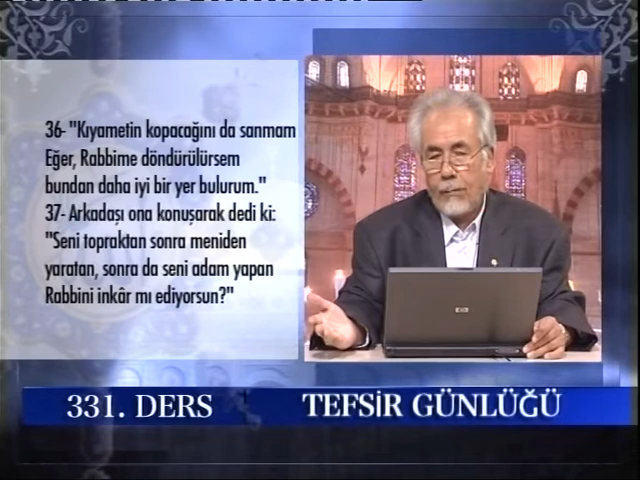 36- "Kıyametin kopacağını da sanmam
Eğer, Rabbime döndürülürsem
bundan daha iyi bir yer bulurum."
37- Arkadaşı ona konuşarak dedi ki:
"Seni topraktan sonra meniden
yaratan, sonra da seni adam yapan
Rabbini inkâr mı ediyorsun?"
hp
331. DERS
TEFSİR GÜNLÜĞÜ